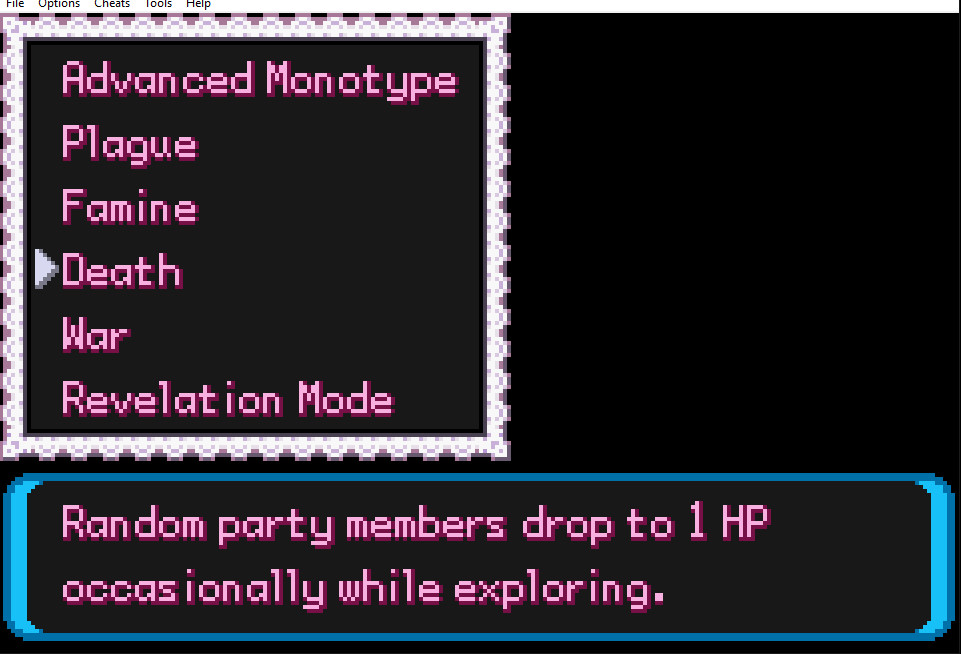 File Options Cheats Tools Help
Advanced Monotype
Plague
Famine
Death
War
Revelation Mode
Random party members drop to 1 HP
occasionally while exploring.